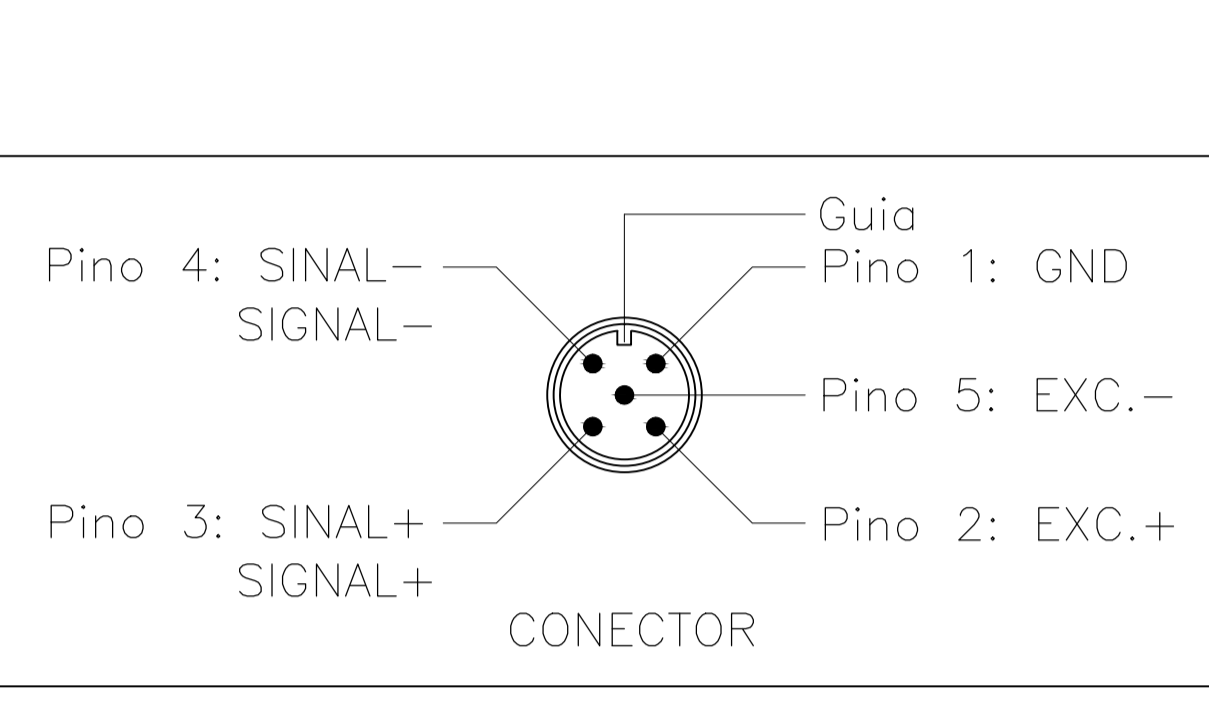 Guia
Pino 4: SINAL−
SIGNAL−
Pino 1: GND
Pino 5: EXC.−
Pino 3: SINAL+
SIGNAL+
Pino 2: EXC.+
CONECTOR